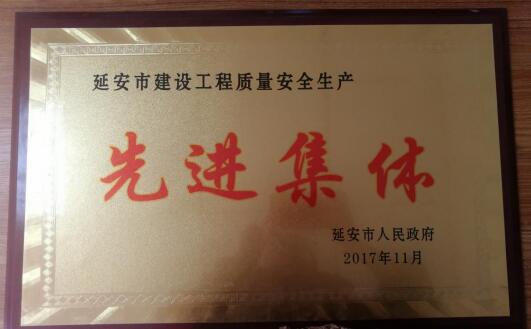 延安市建设工程质量安全生产
先进集体
延安市人民政府
2017年11月